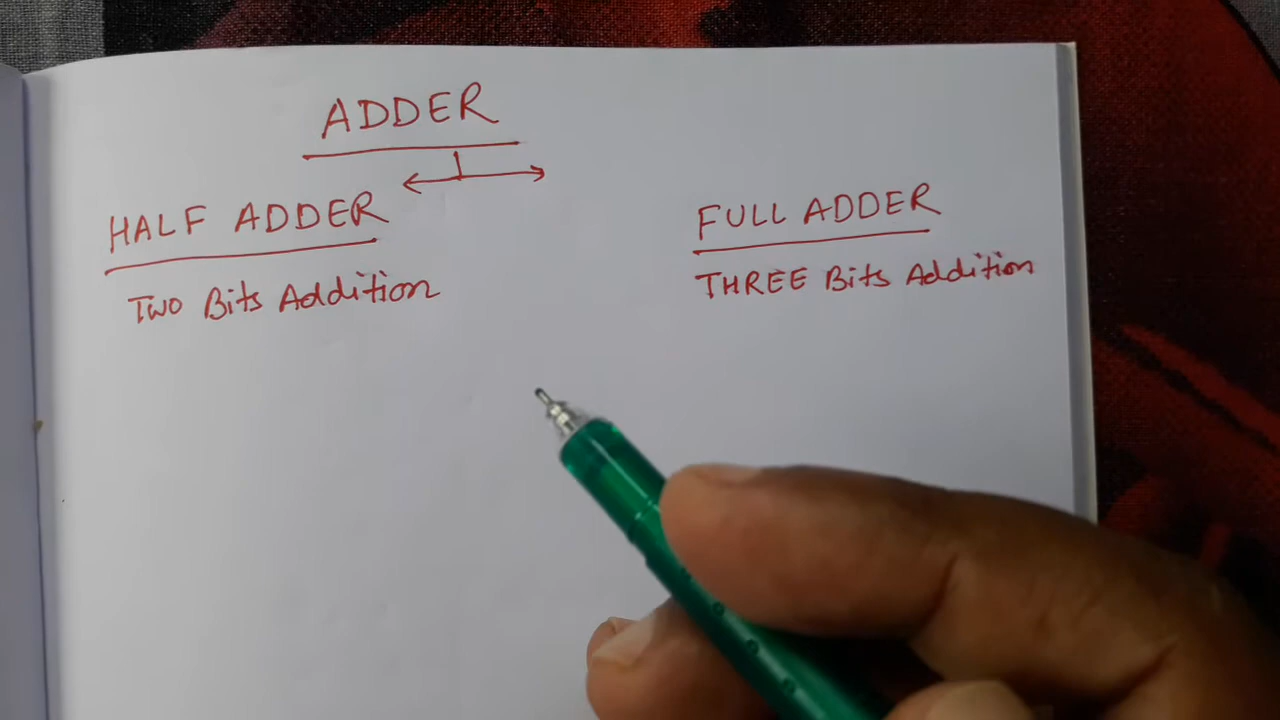 ADDER
HALF ADDER
Two Bits Addition
FULL ADDER
THREE Bits Addition